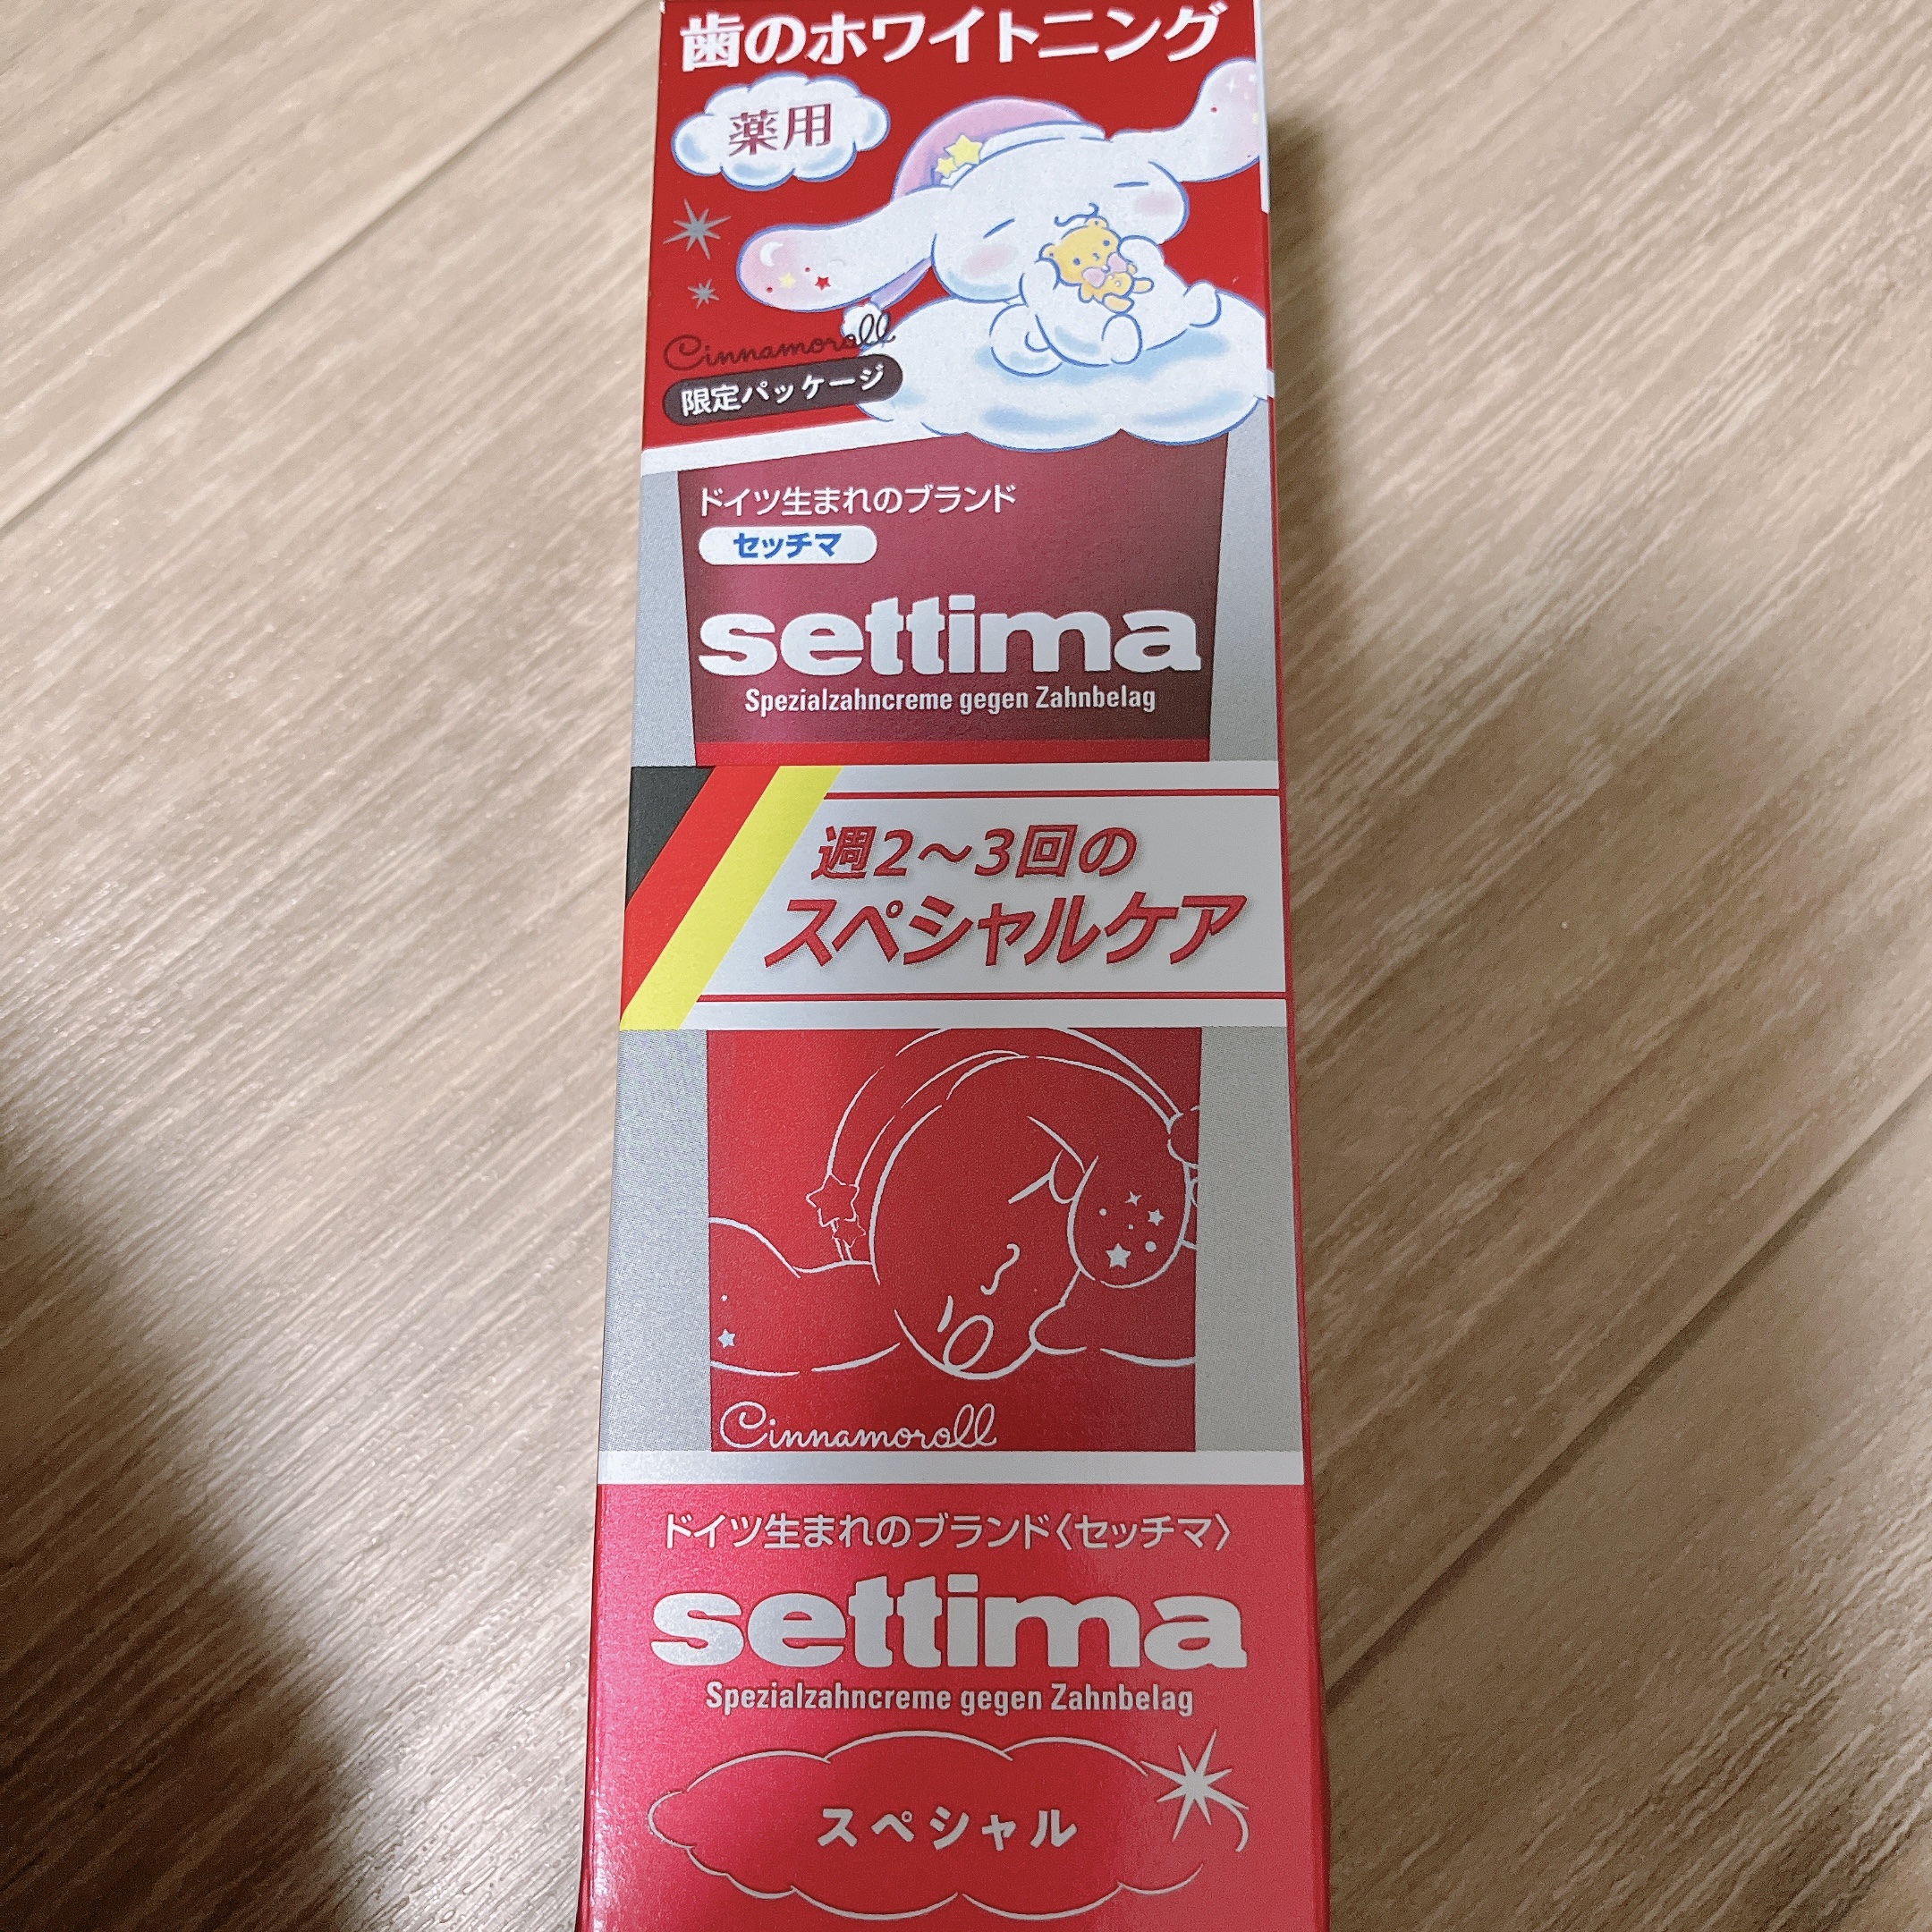 歯のホワイトニング
薬用
Cinnamoroll
限定パッケージ
ドイツ生まれのブランド
セッチマ
settima
Spezialzahncreme gegen Zahnbelag
週2～3回の
スペシャルケア
Cinnamoroll
ドイツ生まれのブランド〈セッチマ〉
settima
Spezialzahncreme gegen Zahnbelag
スペシャル